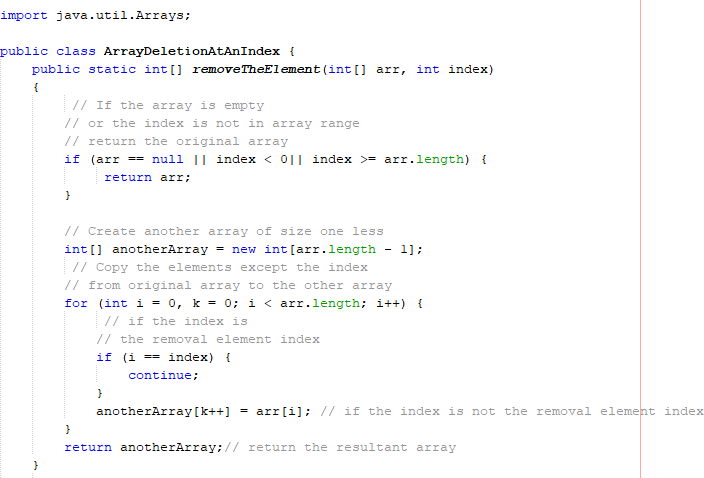 import java.util.Arrays;
public class ArrayDeletionAtAnIndex {
public static int[] removeTheElement(int[] arr, int index)
{
// If the array is empty
// or the index is not in array range
// return the original array
if (arr == null || index < 0|| index >= arr.length) {
return arr;
}
// Create another array of size one less
int[] anotherArray = new int[arr.length - 1];
// Copy the elements except the index
// from original array to the other array
for (int i = 0, k = 0; i < arr.length; i++) {
// if the index is
// the removal element index
if (i == index) {
continue;
}
anotherArray[k++] = arr[i]; // if the index is not the removal element index
}
return anotherArray;// return the resultant array
}